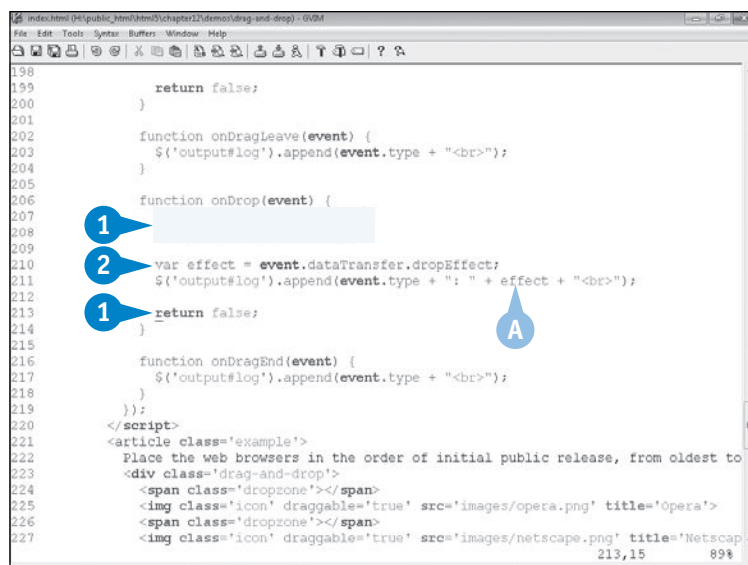 index.html (H:\public_html\html5\chapter12\demos\drag-and-drop) - GVIM
File Edit Tools Syntax Buffers Window Help
198
199 return false;
200 }
201
202 function onDragLeave(event) {
203 $('output#log').append(event.type + "<br>");
204 }
205
206 function onDrop(event) {
207
1
208
209
2
210 var effect = event.dataTransfer.dropEffect;
211 $('output#log').append(event.type + ": " + effect + "<br>");
212
1
213 return false;
A
214 }
215
216 function onDragEnd(event) {
217 $('output#log').append(event.type + "<br>");
218 }
219 });
220 </script>
221 <article class='example'>
222 Place the web browsers in the order of initial public release, from oldest to
223 <div class='drag-and-drop'>
224 <span class='dropzone'></span>
225 <img class='icon' draggable='true' src='images/opera.png' title='Opera'>
226 <span class='dropzone'></span>
227 <img class='icon' draggable='true' src='images/netscape.png' title='Netscap
213,15 89%